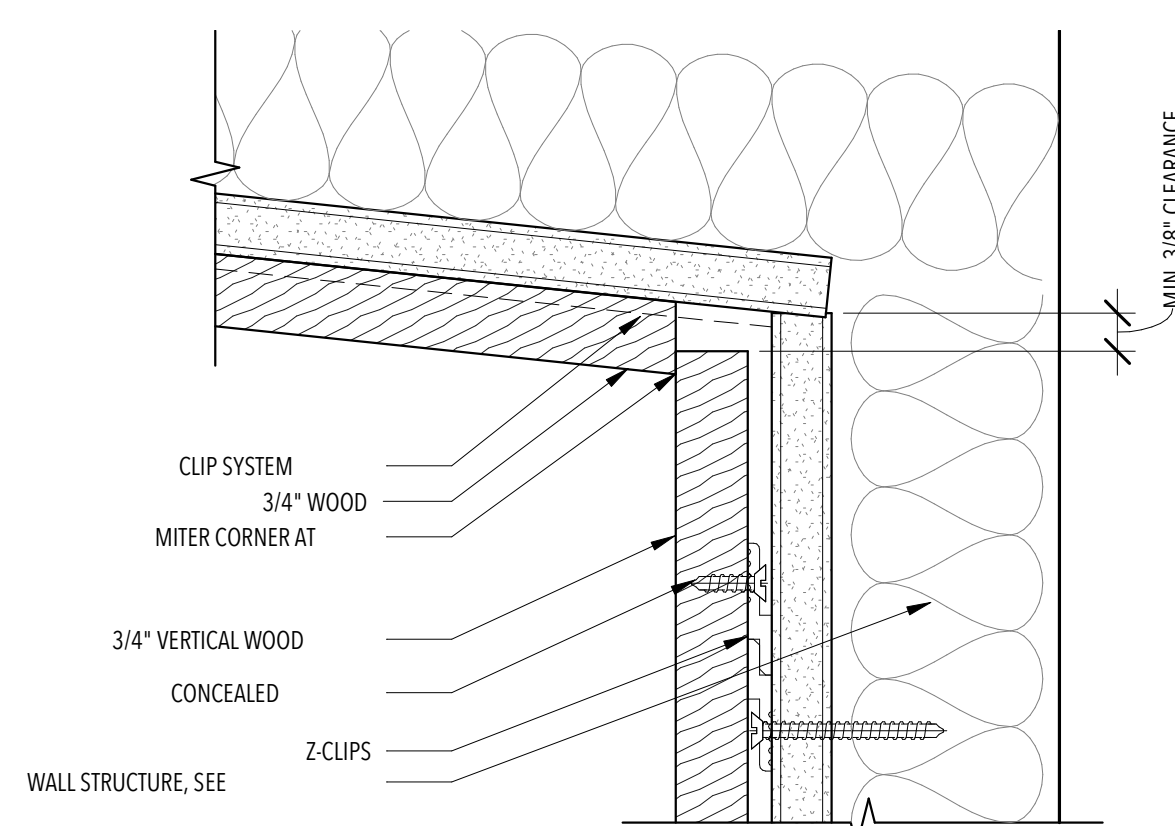 MIN. 3/8" CLEARANCE
CLIP SYSTEM
3/4" WOOD
MITER CORNER AT
3/4" VERTICAL WOOD
CONCEALED
Z-CLIPS
WALL STRUCTURE, SEE